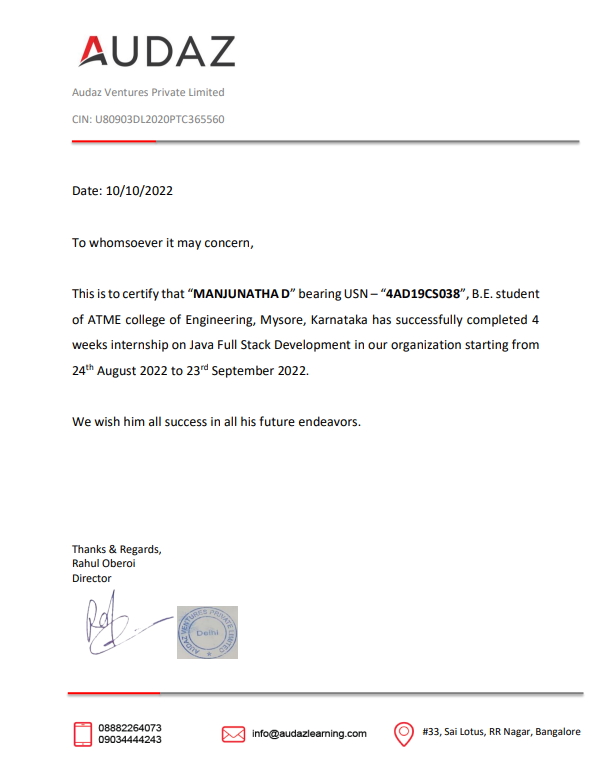 AUDAZ
Audaz Ventures Private Limited
CIN: U80903DL2020PTC365560
Date: 10/10/2022
To whomsoever it may concern,
This is to certify that “MANJUNATHA D” bearing USN – “4AD19CS038”, B.E. student
of ATME college of Engineering, Mysore, Karnataka has successfully completed 4
weeks internship on Java Full Stack Development in our organization starting from
24th August 2022 to 23rd September 2022.
We wish him all success in all his future endeavors.
Thanks & Regards,
Rahul Oberoi
Director
AUDAZ VENTURES PRIVATE LIMITED
Delhi
08882264073
09034444243
info@audazlearning.com
#33, Sai Lotus, RR Nagar, Bangalore